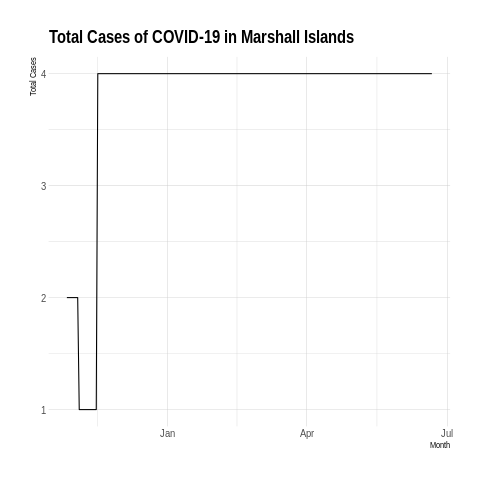 Total Cases of COVID-19 in Marshall Islands
Total Cases
4
3
2
1
Jan
Apr
Jul
Month